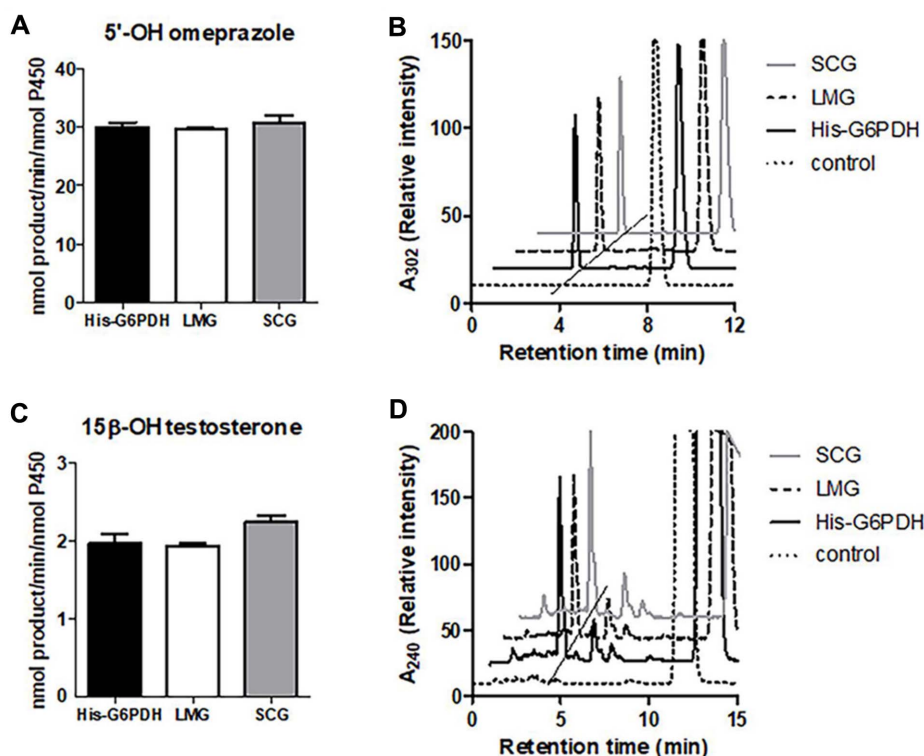 A
5'-OH omeprazole
nmol product/min/nmol P450
40
30
20
10
0
His-G6PDH LMG SCG
B
A302 (Relative intensity)
150
100
50
0
0 4 8 12
Retention time (min)
SCG
LMG
His-G6PDH
control
C
15β-OH testosterone
nmol product/min/nmol P450
3
2
1
0
His-G6PDH LMG SCG
D
A240 (Relative intensity)
200
150
100
50
0
0 5 10 15
Retention time (min)
SCG
LMG
His-G6PDH
control